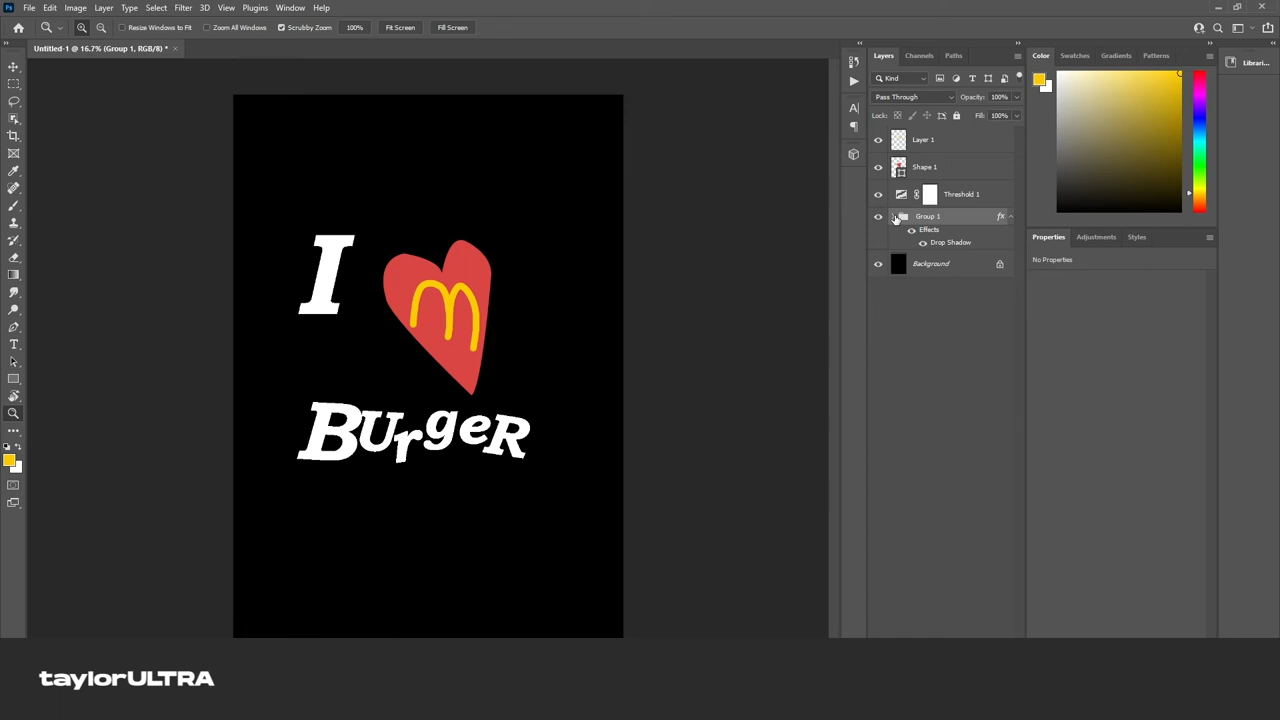 Ps File Edit Image Layer Type Select Filter 3D View Plugins Window Help
Resize Windows to Fit Zoom All Windows Scrubby Zoom 100% Fit Screen Fill Screen
Untitled-1 @ 16.7% (Group 1, RGB/8) * ×
Layers Channels Paths
Kind
Pass Through Opacity: 100%
Lock: Fill: 100%
Layer 1
Shape 1
Threshold 1
Group 1 fx
Effects
Drop Shadow
Background
Color Swatches Gradients Patterns
Properties Adjustments Styles
No Properties
Librari...
I m
BUrgeR
taylorULTRA